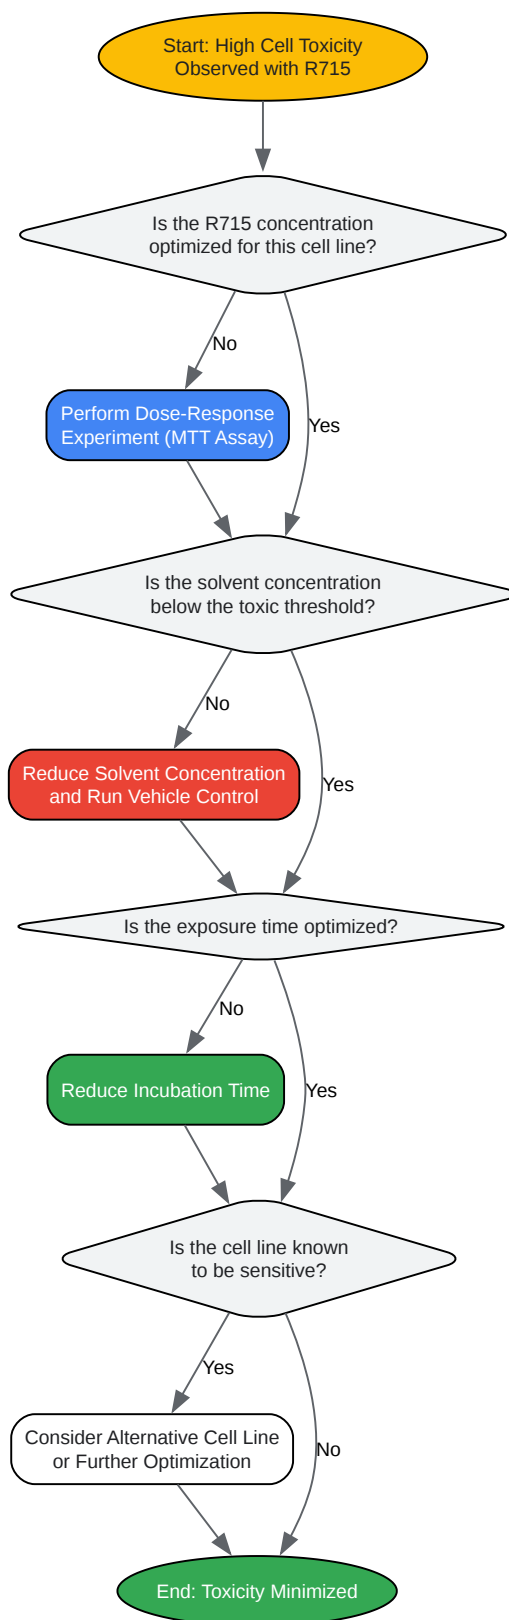 Start: High Cell Toxicity
Observed with R715
Is the R715 concentration
optimized for this cell line?
No
Yes
Perform Dose-Response
Experiment (MTT Assay)
Is the solvent concentration
below the toxic threshold?
No
Yes
Reduce Solvent Concentration
and Run Vehicle Control
Is the exposure time optimized?
No
Yes
Reduce Incubation Time
Is the cell line known
to be sensitive?
Yes
No
Consider Alternative Cell Line
or Further Optimization
End: Toxicity Minimized